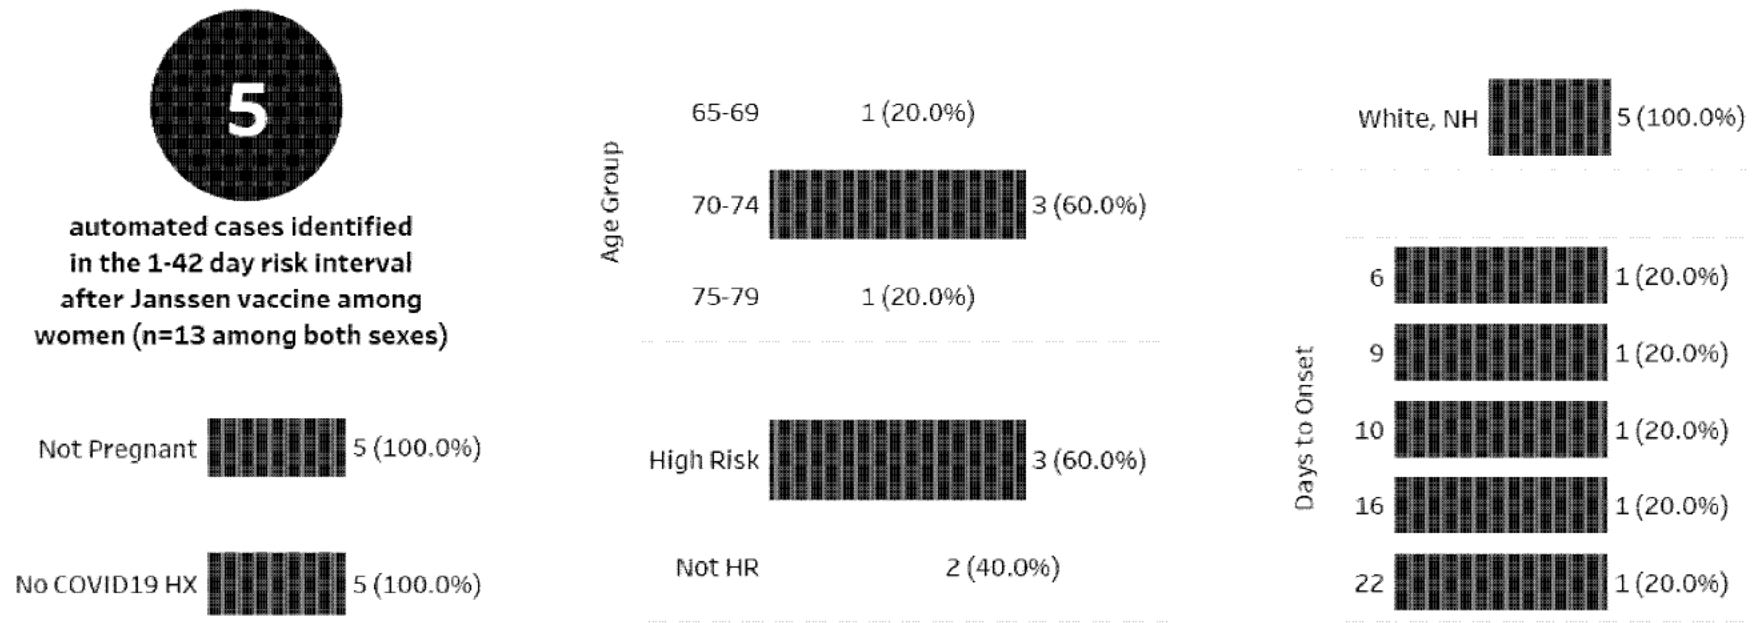 5
automated cases identified
in the 1-42 day risk interval
after Janssen vaccine among
women (n=13 among both sexes)
Not Pregnant 5 (100.0%)
No COVID19 HX 5 (100.0%)
Age Group
65-69 1 (20.0%)
70-74 3 (60.0%)
75-79 1 (20.0%)
High Risk 3 (60.0%)
Not HR 2 (40.0%)
White, NH 5 (100.0%)
Days to Onset
6 1 (20.0%)
9 1 (20.0%)
10 1 (20.0%)
16 1 (20.0%)
22 1 (20.0%)